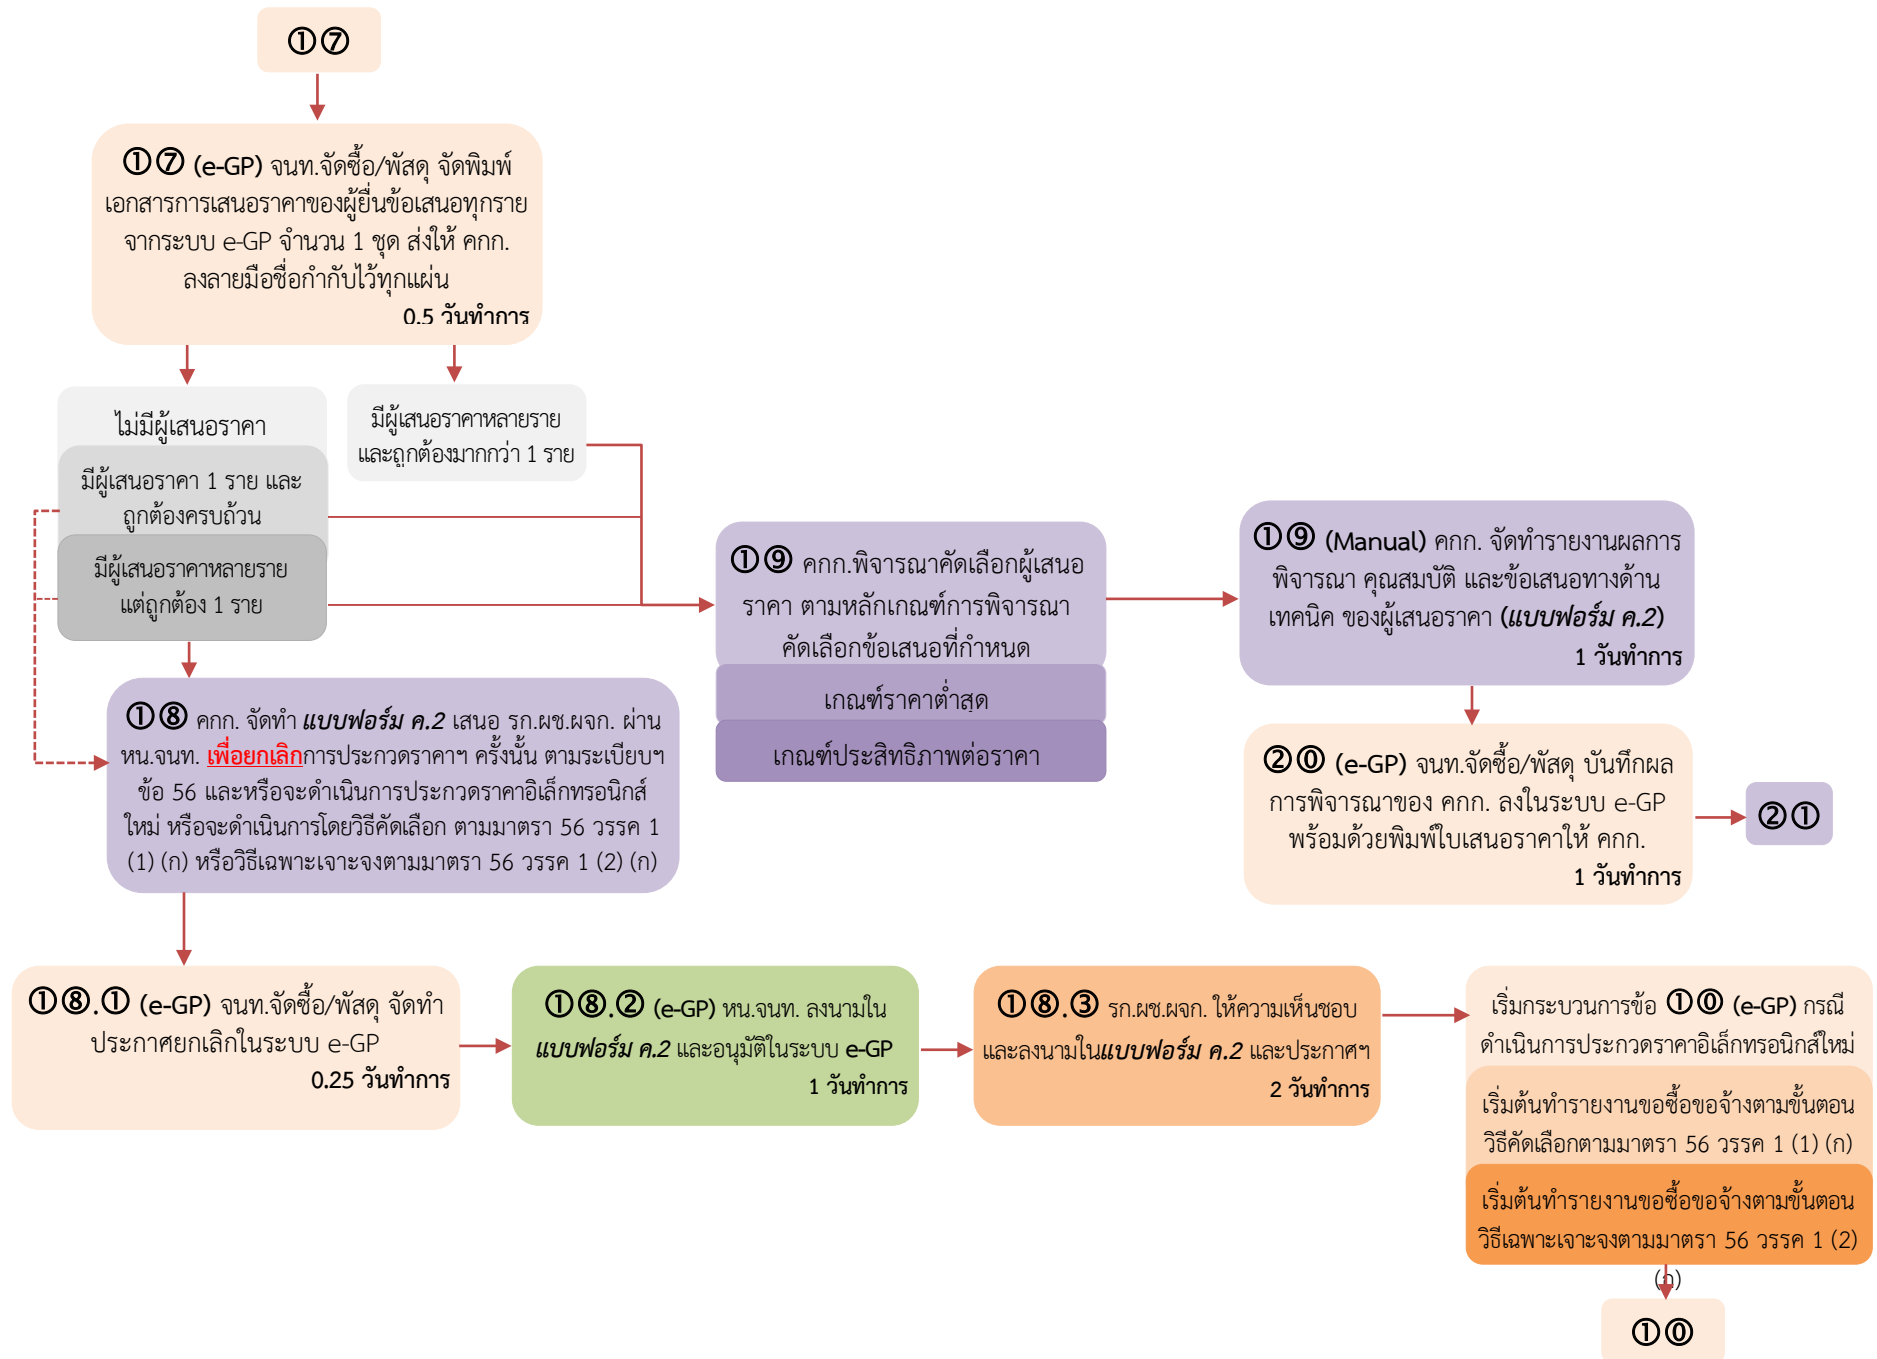 ①⑦
①⑦ (e-GP) จนท.จัดซื้อ/พัสดุ จัดพิมพ์
เอกสารการเสนอราคาของผู้ยื่นข้อเสนอทุกราย
จากระบบ e-GP จำนวน 1 ชุด ส่งให้ คกก.
ลงลายมือชื่อกำกับไว้ทุกแผ่น
0.5 วันทำการ
ไม่มีผู้เสนอราคา
มีผู้เสนอราคา 1 ราย และ
ถูกต้องครบถ้วน
มีผู้เสนอราคาหลายราย
แต่ถูกต้อง 1 ราย
มีผู้เสนอราคาหลายราย
และถูกต้องมากกว่า 1 ราย
①⑧ คกก. จัดทำ แบบฟอร์ม ค.2 เสนอ รก.ผช.ผจก. ผ่าน
หน.จนท. เพื่อยกเลิกการประกวดราคาฯ ครั้งนั้น ตามระเบียบฯ
ข้อ 56 และหรือจะดำเนินการประกวดราคาอิเล็กทรอนิกส์
ใหม่ หรือจะดำเนินการโดยวิธีคัดเลือก ตามมาตรา 56 วรรค 1
(1) (ก) หรือวิธีเฉพาะเจาะจงตามมาตรา 56 วรรค 1 (2) (ก)
①⑨ คกก.พิจารณาคัดเลือกผู้เสนอ
ราคา ตามหลักเกณฑ์การพิจารณา
คัดเลือกข้อเสนอที่กำหนด
เกณฑ์ราคาต่ำสุด
เกณฑ์ประสิทธิภาพต่อราคา
①⑨ (Manual) คกก. จัดทำรายงานผลการ
พิจารณา คุณสมบัติ และข้อเสนอทางด้าน
เทคนิค ของผู้เสนอราคา (แบบฟอร์ม ค.2)
1 วันทำการ
②⓪ (e-GP) จนท.จัดซื้อ/พัสดุ บันทึกผล
การพิจารณาของ คกก. ลงในระบบ e-GP
พร้อมด้วยพิมพ์ใบเสนอราคาให้ คกก.
1 วันทำการ
②①
①⑧.① (e-GP) จนท.จัดซื้อ/พัสดุ จัดทำ
ประกาศยกเลิกในระบบ e-GP
0.25 วันทำการ
①⑧.② (e-GP) หน.จนท. ลงนามใน
แบบฟอร์ม ค.2 และอนุมัติในระบบ e-GP
1 วันทำการ
①⑧.③ รก.ผช.ผจก. ให้ความเห็นชอบ
และลงนามในแบบฟอร์ม ค.2 และประกาศฯ
2 วันทำการ
เริ่มกระบวนการข้อ ①⓪ (e-GP) กรณี
ดำเนินการประกวดราคาอิเล็กทรอนิกส์ใหม่
เริ่มต้นทำรายงานขอซื้อขอจ้างตามขั้นตอน
วิธีคัดเลือกตามมาตรา 56 วรรค 1 (1) (ก)
เริ่มต้นทำรายงานขอซื้อขอจ้างตามขั้นตอน
วิธีเฉพาะเจาะจงตามมาตรา 56 วรรค 1 (2)
(ก)
①⓪